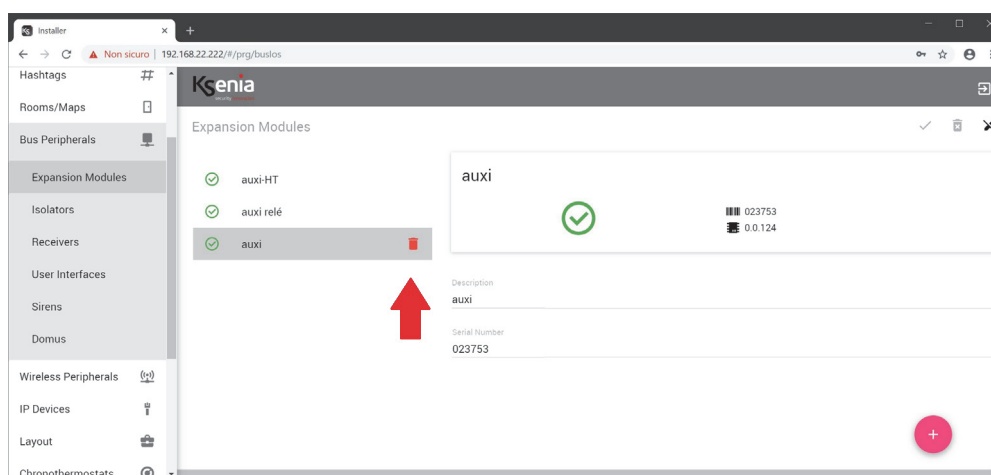 Installer
Non sicuro | 192.168.22.222/#/prg/buslos
Hashtags
Rooms/Maps
Bus Peripherals
Expansion Modules
Isolators
Receivers
User Interfaces
Sirens
Domus
Wireless Peripherals
IP Devices
Layout
Chronothermostats
Ksenia
security
Expansion Modules
auxi-HT
auxi relé
auxi
auxi
023753
0.0.124
Description
auxi
Serial Number
023753